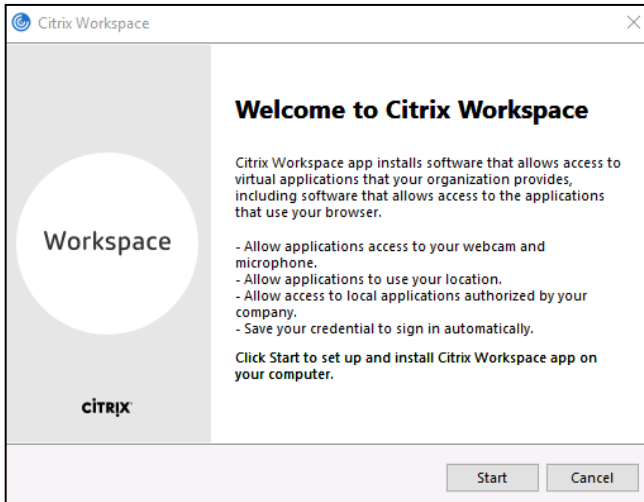 Citrix Workspace
Welcome to Citrix Workspace
Citrix Workspace app installs software that allows access to
virtual applications that your organization provides,
including software that allows access to the applications
that use your browser.
- Allow applications access to your webcam and
microphone.
- Allow applications to use your location.
- Allow access to local applications authorized by your
company.
- Save your credential to sign in automatically.
Click Start to set up and install Citrix Workspace app on
your computer.
Workspace
CİTRIX
Start
Cancel